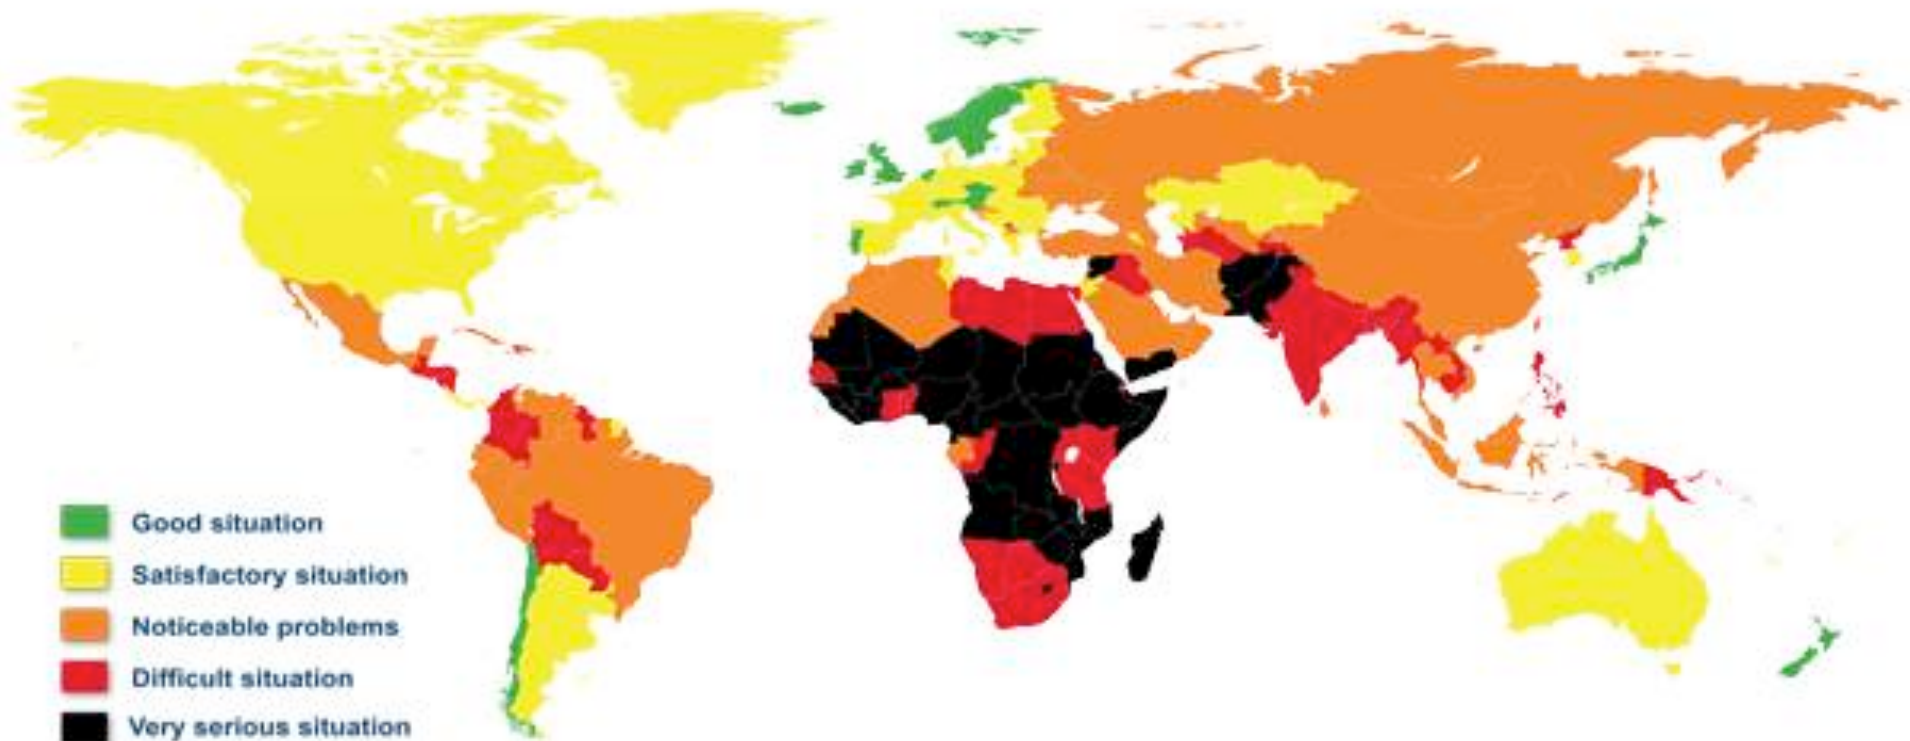 Good situation
Satisfactory situation
Noticeable problems
Difficult situation
Very serious situation